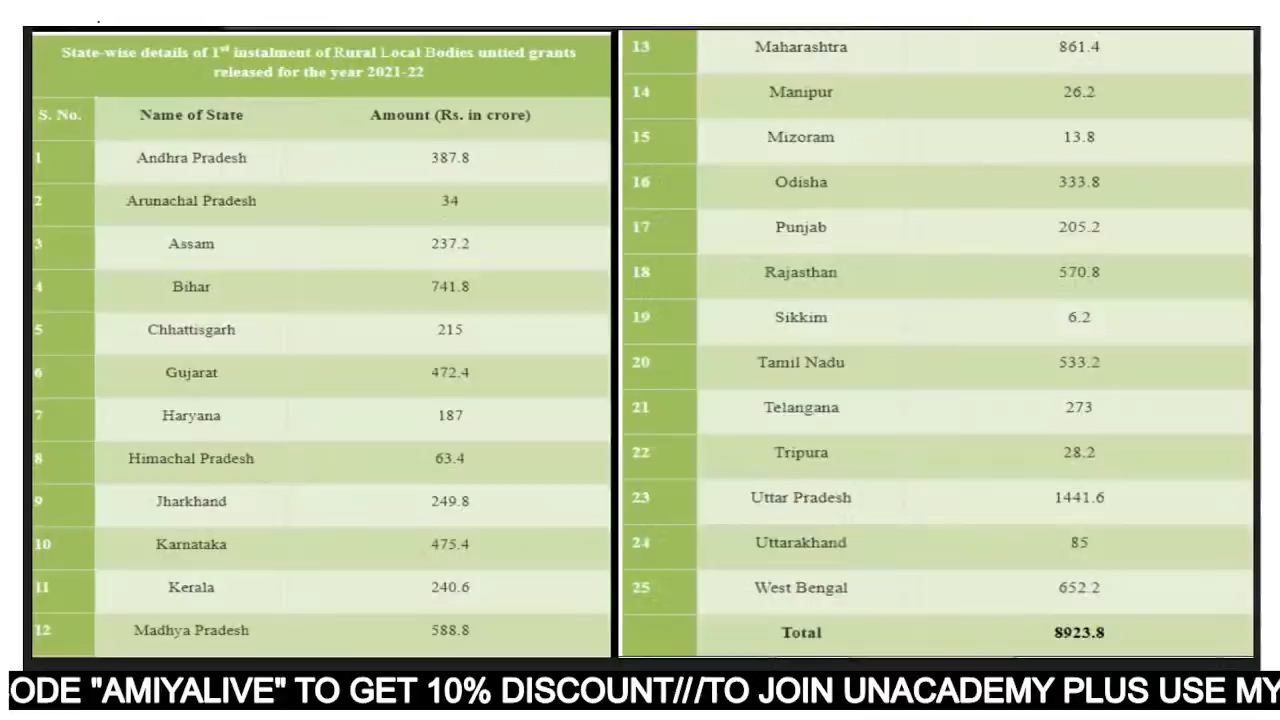 State-wise details of 1st instalment of Rural Local Bodies untied grants
released for the year 2021-22
S. No. Name of State Amount (Rs. in crore)
1 Andhra Pradesh 387.8
2 Arunachal Pradesh 34
3 Assam 237.2
4 Bihar 741.8
5 Chhattisgarh 215
6 Gujarat 472.4
7 Haryana 187
8 Himachal Pradesh 63.4
9 Jharkhand 249.8
10 Karnataka 475.4
11 Kerala 240.6
12 Madhya Pradesh 588.8
13 Maharashtra 861.4
14 Manipur 26.2
15 Mizoram 13.8
16 Odisha 333.8
17 Punjab 205.2
18 Rajasthan 570.8
19 Sikkim 6.2
20 Tamil Nadu 533.2
21 Telangana 273
22 Tripura 28.2
23 Uttar Pradesh 1441.6
24 Uttarakhand 85
25 West Bengal 652.2
Total 8923.8
ODE "AMIYALIVE" TO GET 10% DISCOUNT///TO JOIN UNACADEMY PLUS USE MY